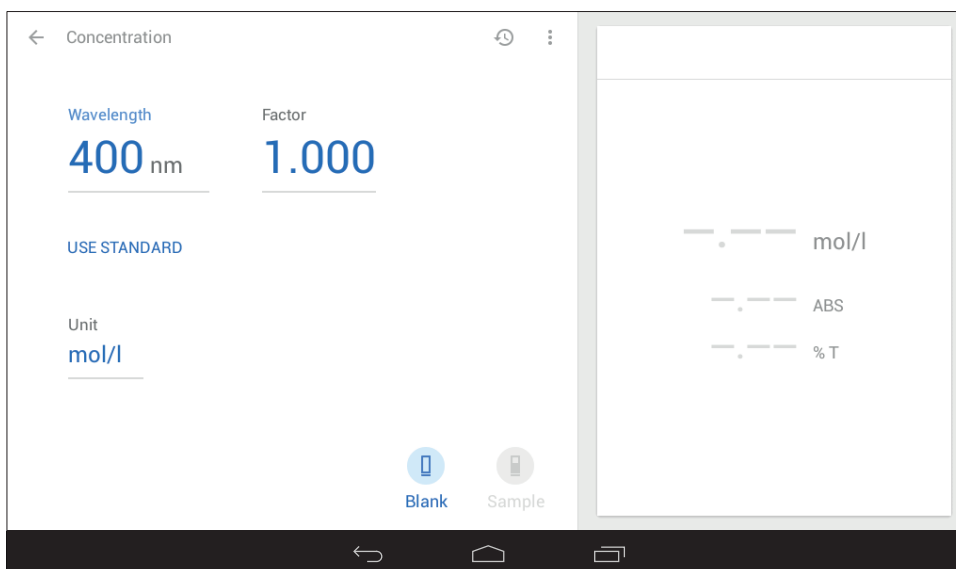 Concentration
Wavelength
Factor
400 nm
1.000
USE STANDARD
Unit
mol/l
Blank
Sample
-.-- mol/l
-.-- ABS
-.-- % T